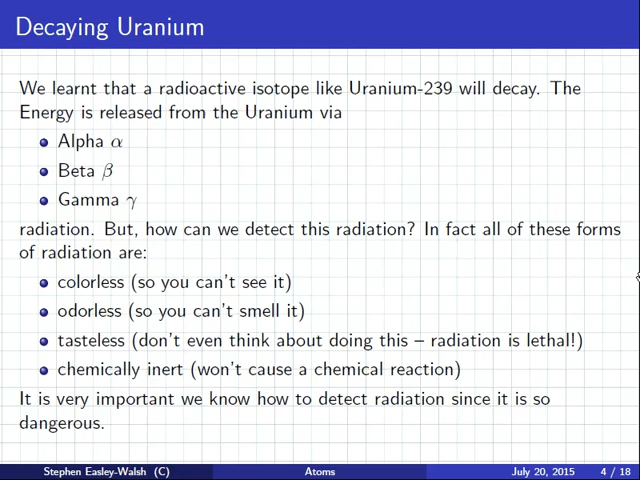 Decaying Uranium
We learnt that a radioactive isotope like Uranium-239 will decay. The
Energy is released from the Uranium via
Alpha α
Beta β
Gamma γ
radiation. But, how can we detect this radiation? In fact all of these forms
of radiation are:
colorless (so you can't see it)
odorless (so you can't smell it)
tasteless (don't even think about doing this – radiation is lethal!)
chemically inert (won't cause a chemical reaction)
It is very important we know how to detect radiation since it is so
dangerous.
Stephen Easley-Walsh (C) Atoms July 20, 2015 4 / 18